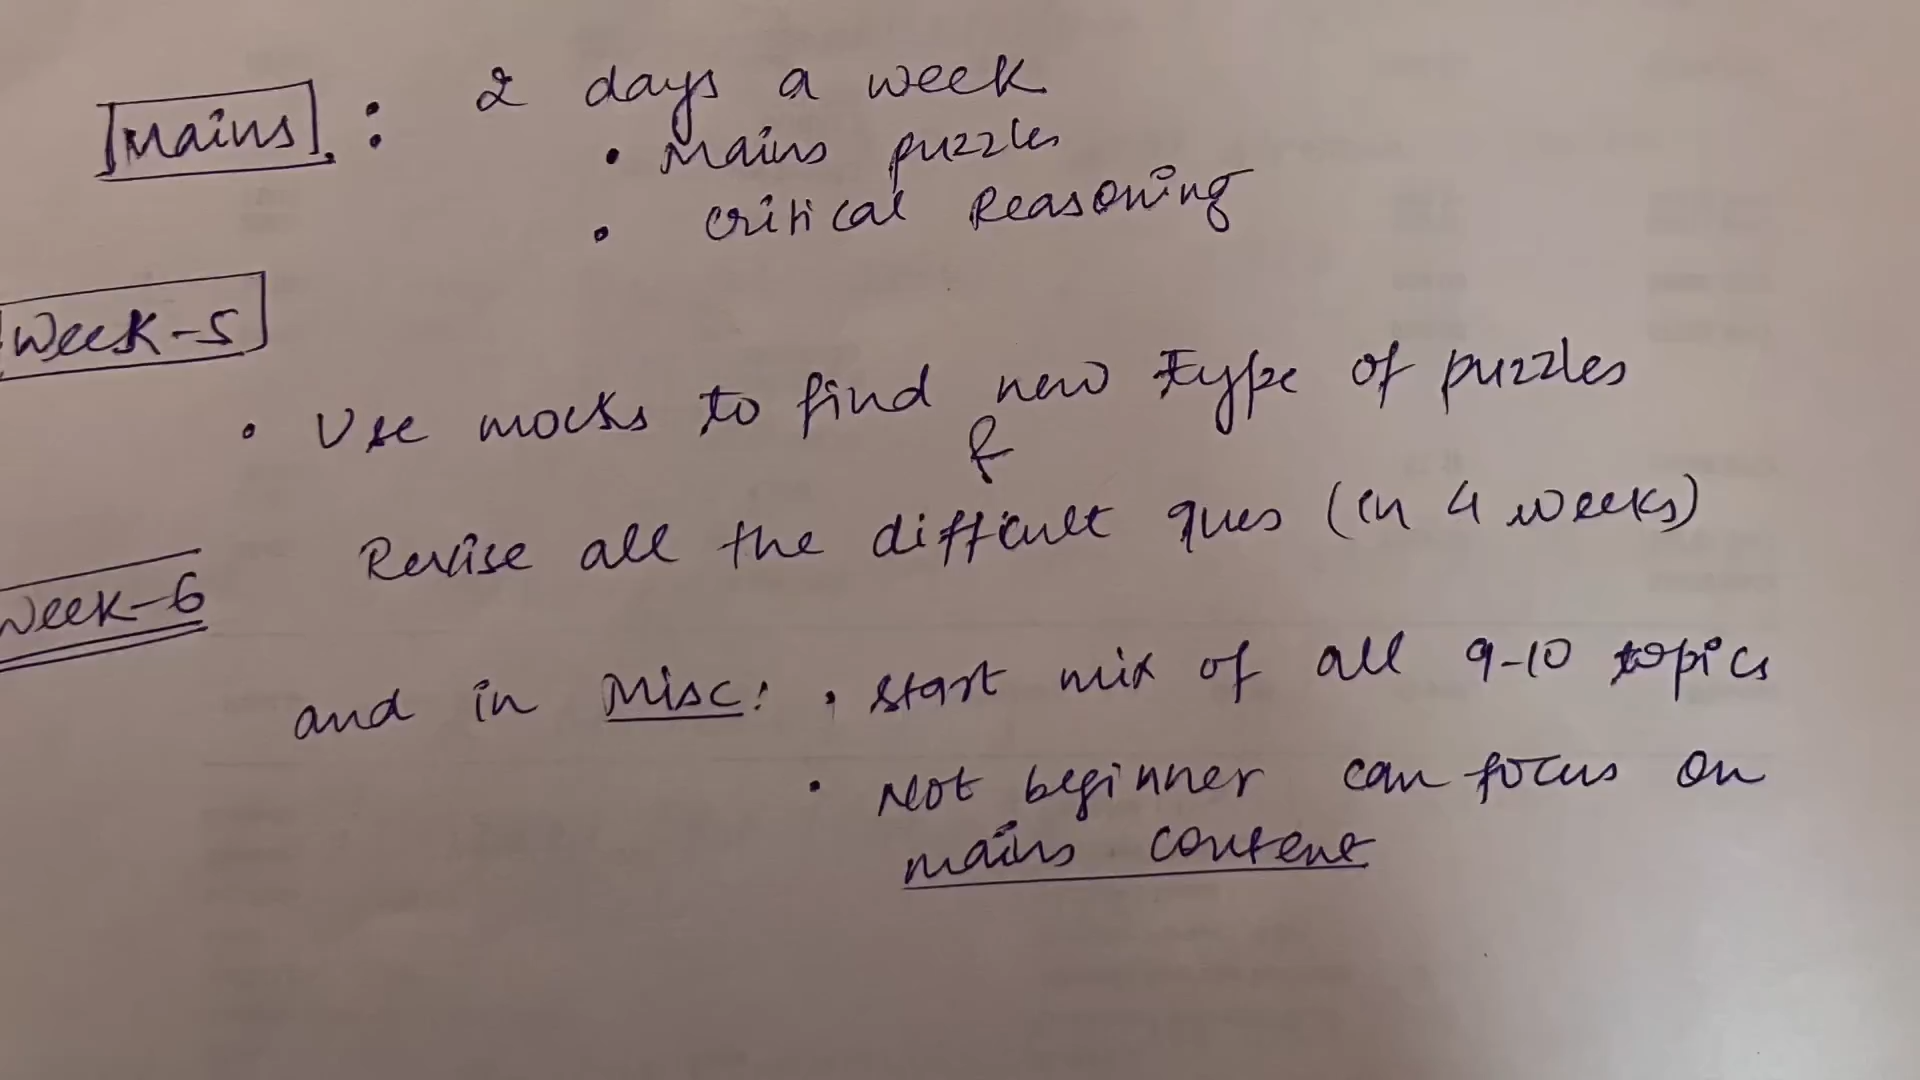 Mains : 2 days a week
• Mains puzzles
• Critical Reasoning
Week-5
• Use mocks to find new type of puzzles
&
Revise all the difficult ques (in 4 weeks)
Week-6
and in Misc: • start mix of all 9-10 topics
• Not beginner can focus on
mains content